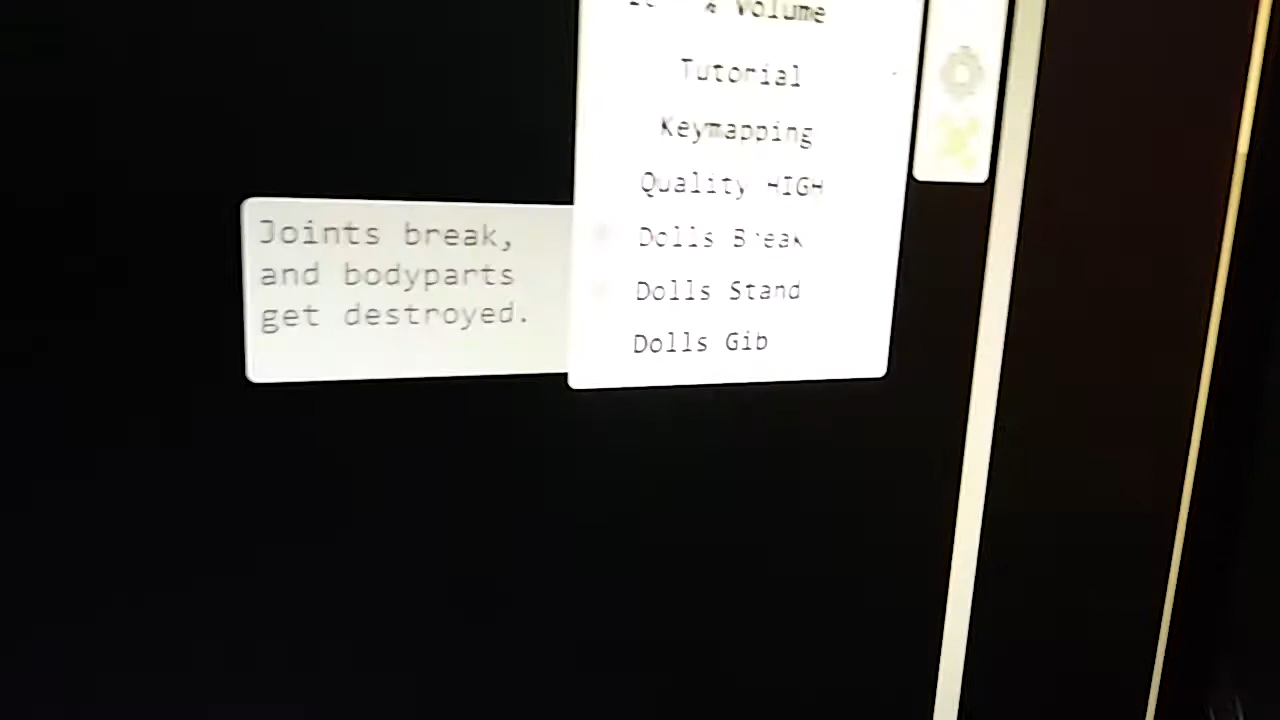 Volume
Tutorial
Keymapping
Quality HIGH
Dolls Break
Dolls Stand
Dolls Gib
Joints break,
and bodyparts
get destroyed.